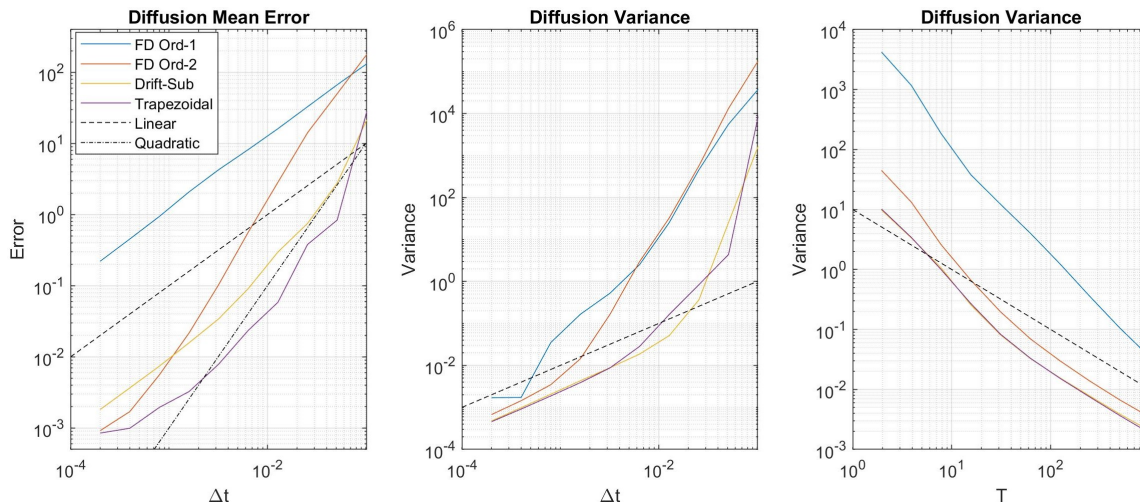 Diffusion Mean Error
Diffusion Variance
Diffusion Variance
FD Ord-1
FD Ord-2
Drift-Sub
Trapezoidal
Linear
Quadratic
10^2
10^1
10^0
10^-1
10^-2
10^-3
Error
10^-4
10^-2
Δt
10^6
10^4
10^2
10^0
10^-2
10^-4
Variance
10^-4
10^-2
Δt
10^4
10^3
10^2
10^1
10^0
10^-1
10^-2
10^-3
Variance
10^0
10^1
10^2
T